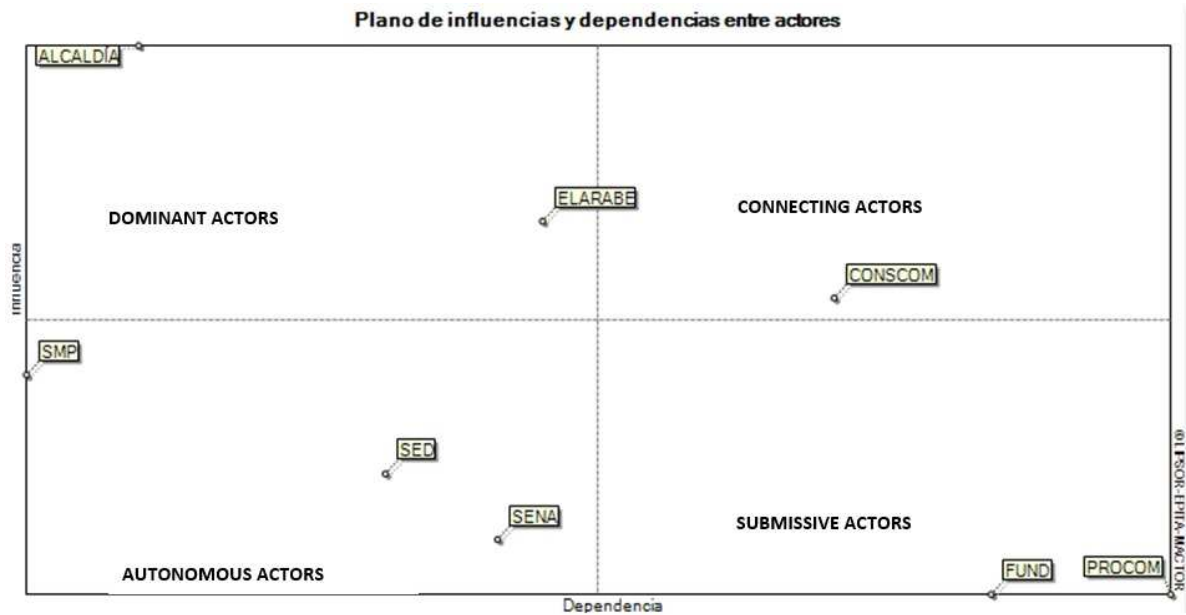 Plano de influencias y dependencias entre actores
ALCALDÍA
ELARABE
DOMINANT ACTORS
CONNECTING ACTORS
Influencia
CONSCOM
SMP
SED
SENA
SUBMISSIVE ACTORS
AUTONOMOUS ACTORS
FUND
PROCOM
Dependencia
©LIPSOR-EPITA-MACTOR